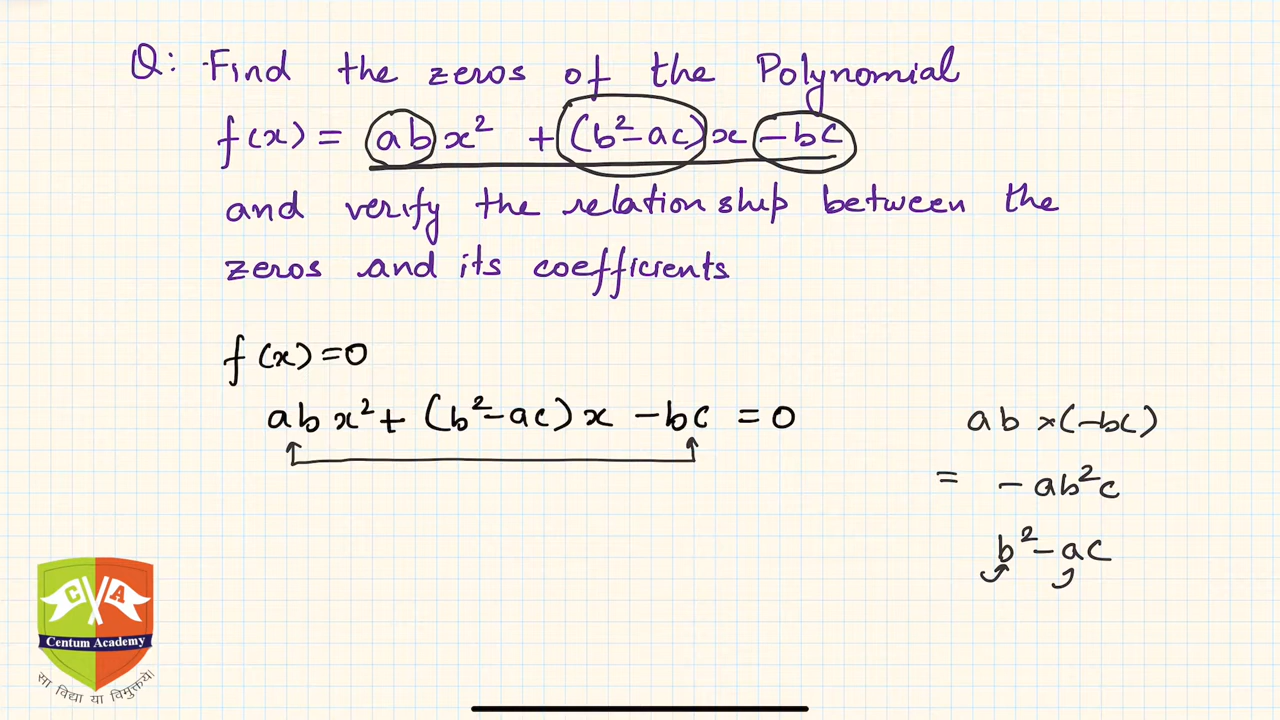 Q: Find the zeros of the Polynomial
f(x) = abx² + (b²-ac)x -bc
and verify the relationship between the
zeros and its coefficients
f(x)=0
abx² + (b²-ac)x -bc = 0
ab×(-bc)
= -ab²c
b²-ac
C A
Centum Academy
सा विद्या या विमुक्तये।